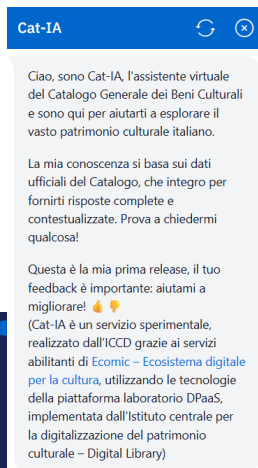 Cat-IA
Ciao, sono Cat-IA, l'assistente virtuale
del Catalogo Generale dei Beni Culturali
e sono qui per aiutarti a esplorare il
vasto patrimonio culturale italiano.
La mia conoscenza si basa sui dati
ufficiali del Catalogo, che integro per
fornirti risposte complete e
contestualizzate. Prova a chiedermi
qualcosa!
Questa è la mia prima release, il tuo
feedback è importante: aiutami a
migliorare! 👍 👎
(Cat-IA è un servizio sperimentale,
realizzato dall'ICCD grazie ai servizi
abilitanti di Ecomic – Ecosistema digitale
per la cultura, utilizzando le tecnologie
della piattaforma laboratorio DPaaS,
implementata dall'Istituto centrale per
la digitalizzazione del patrimonio
culturale – Digital Library)